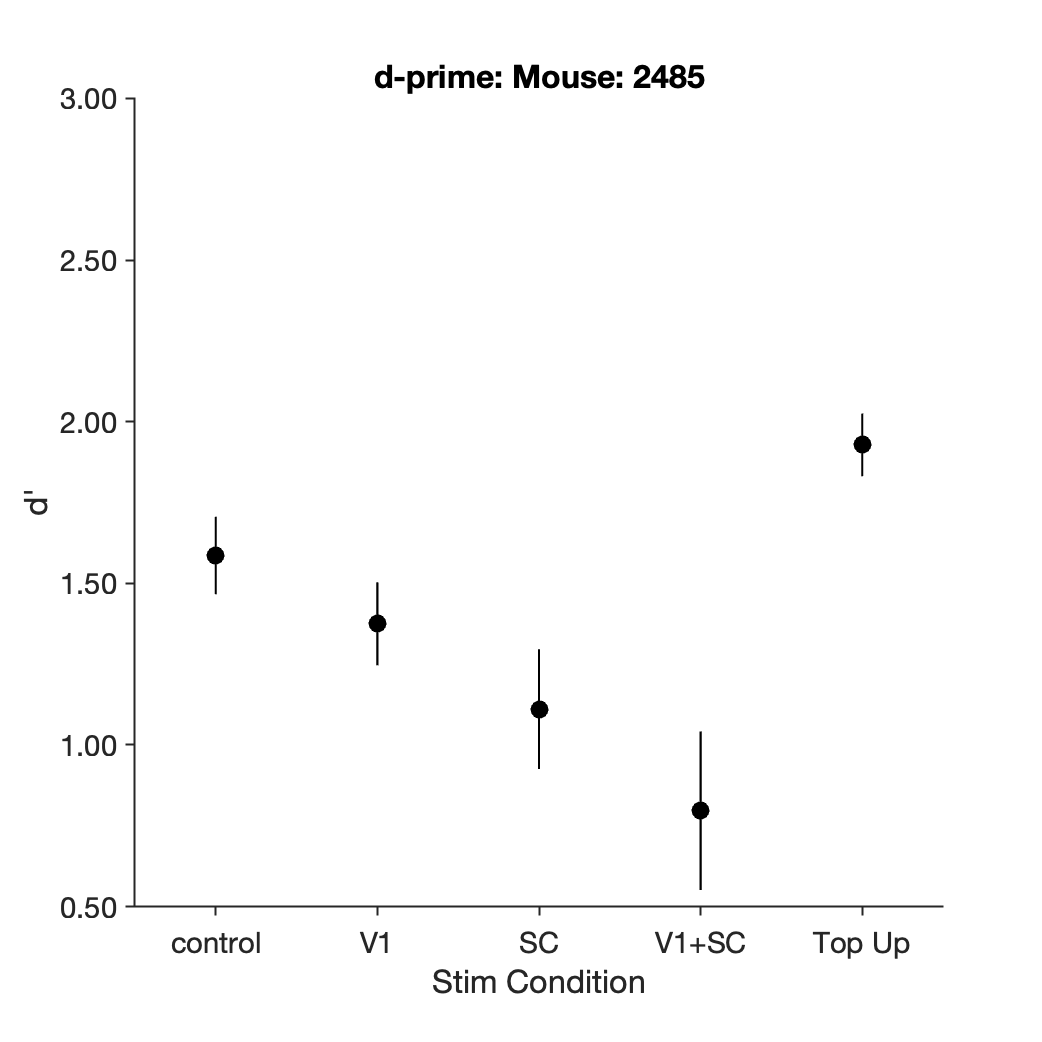 d-prime: Mouse: 2485
3.00
2.50
2.00
1.50
1.00
0.50
d'
control V1 SC V1+SC Top Up
Stim Condition